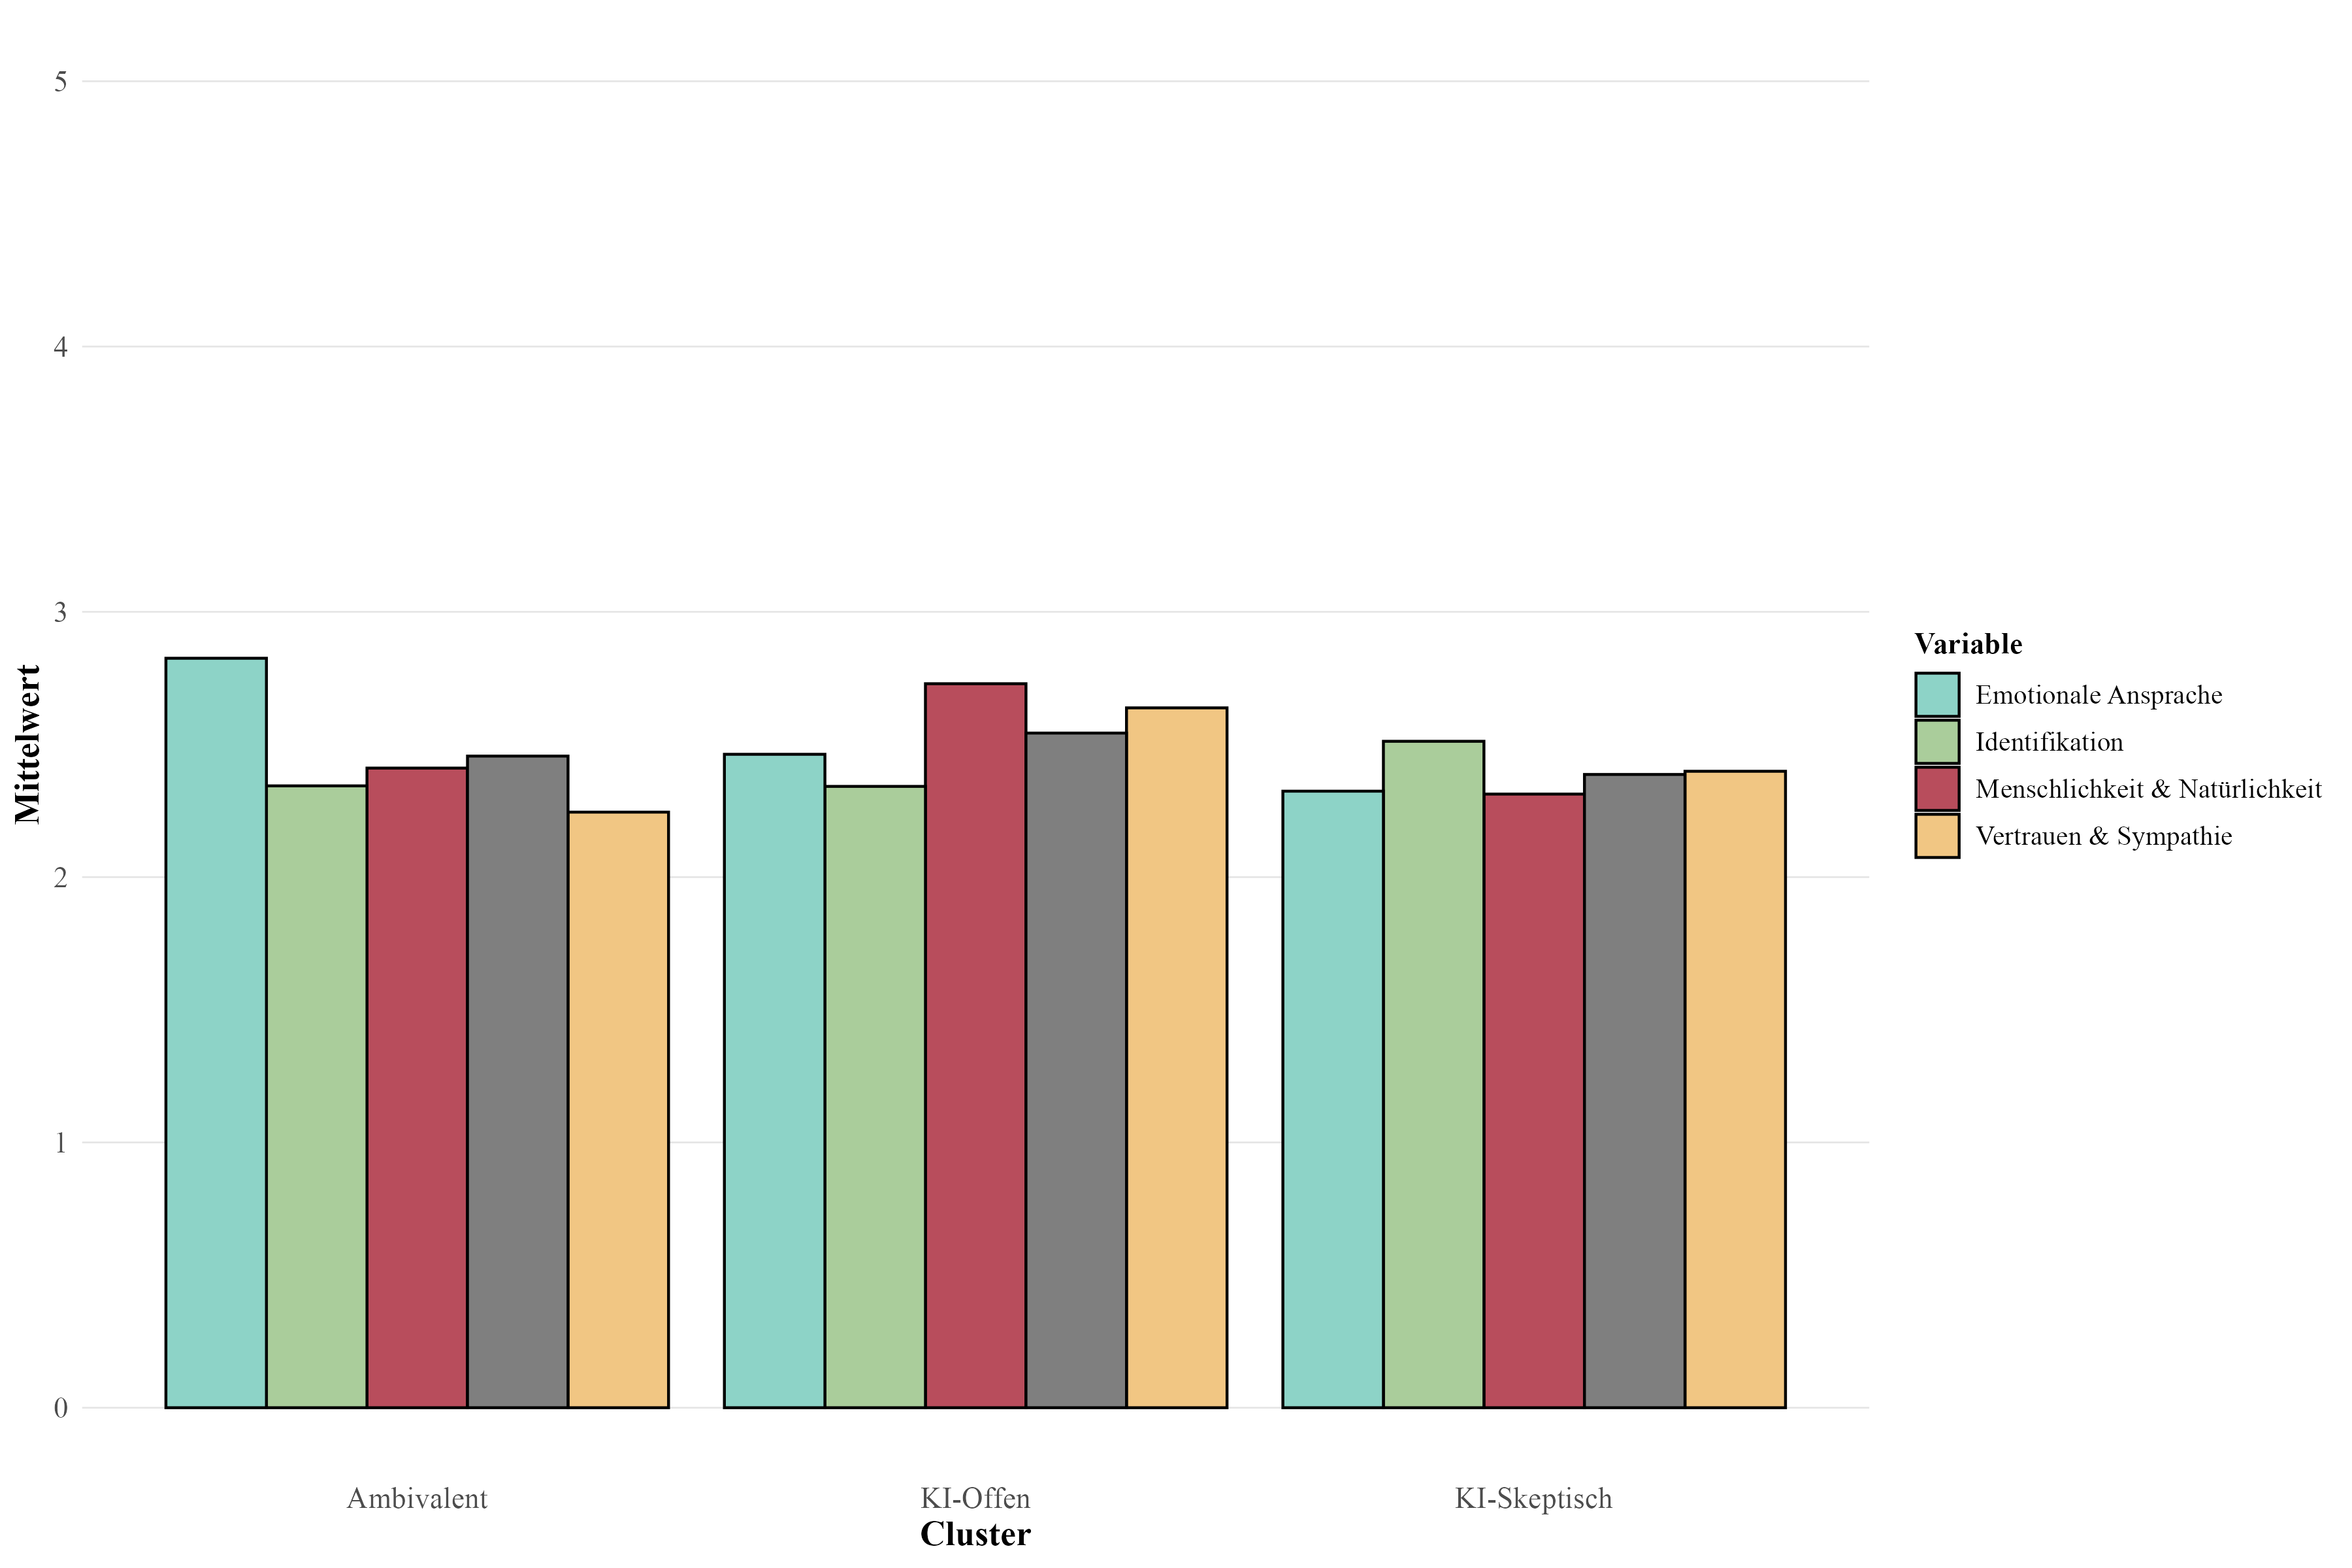 5
4
3
2
1
0
Mittelwert
Ambivalent
KI-Offen
KI-Skeptisch
Cluster
Variable
Emotionale Ansprache
Identifikation
Menschlichkeit & Natürlichkeit
Vertrauen & Sympathie